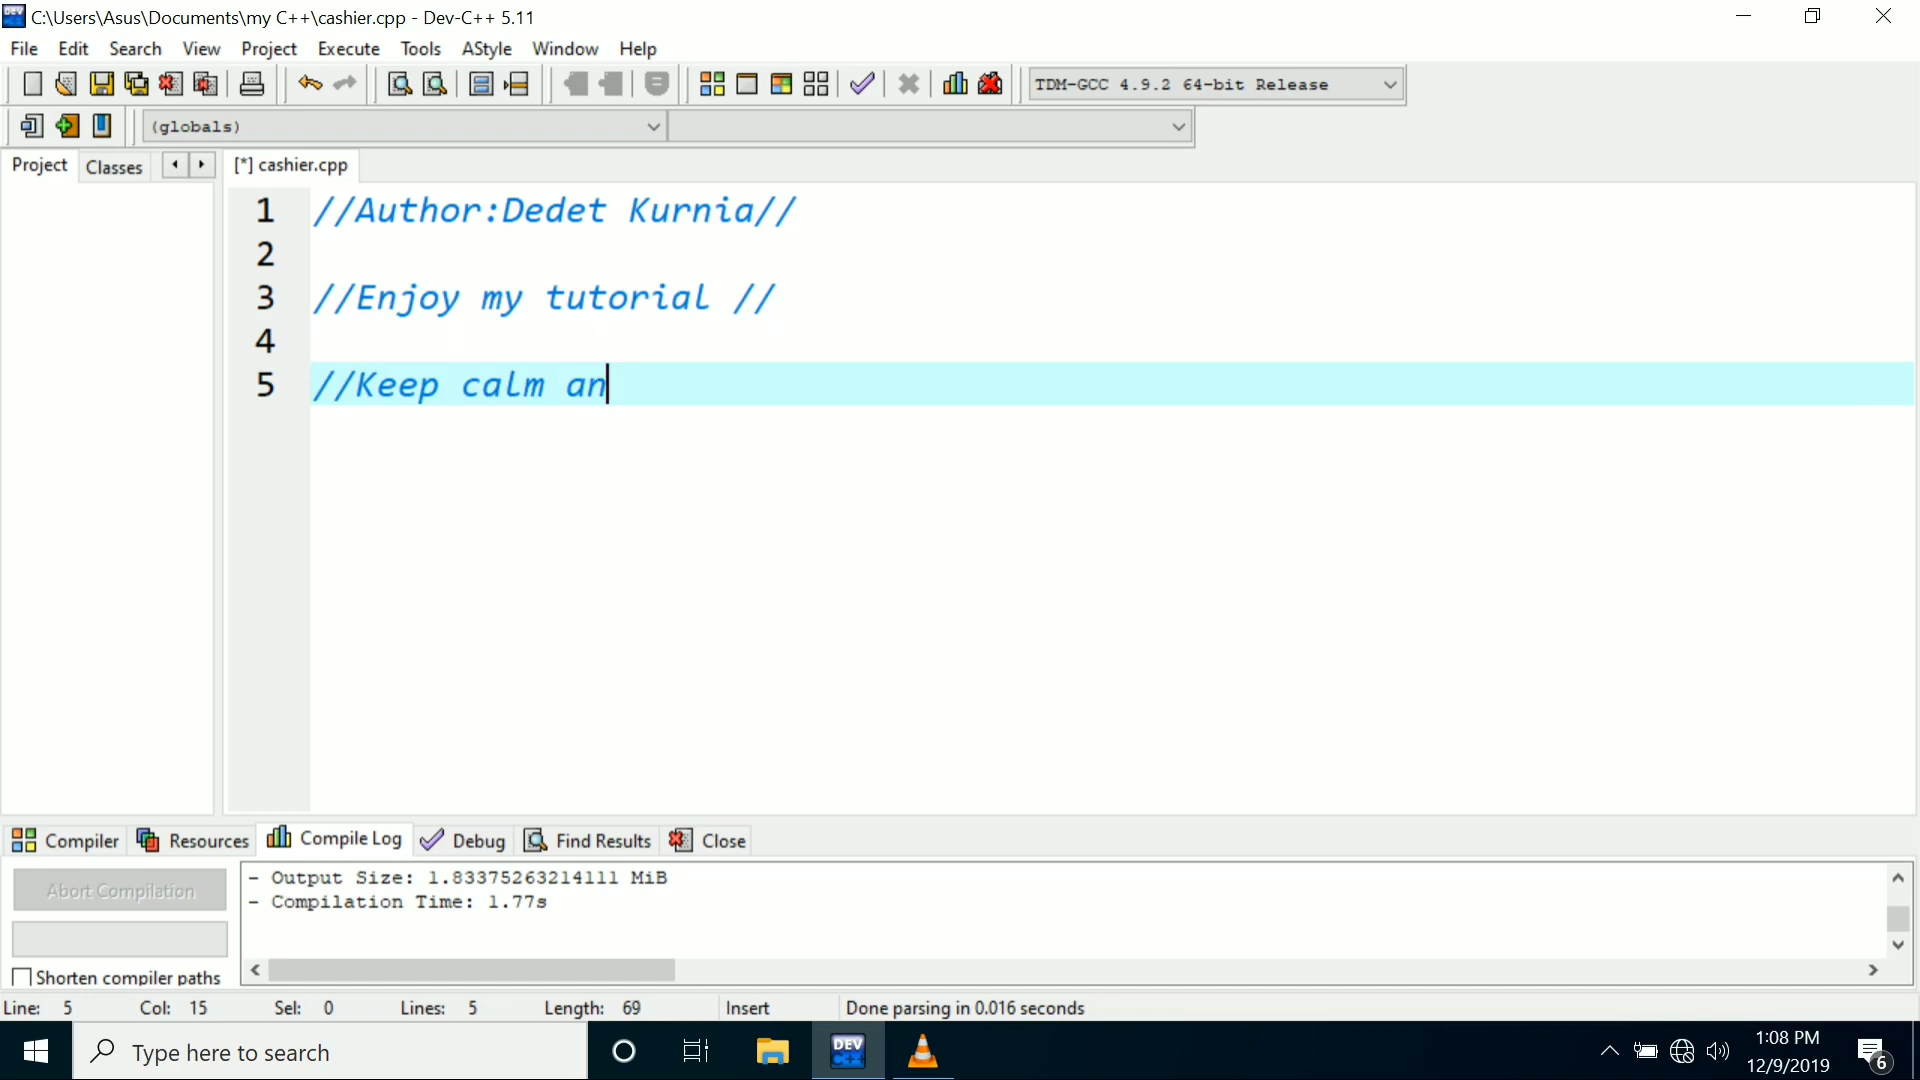 C:\Users\Asus\Documents\my C++\cashier.cpp - Dev-C++ 5.11
File Edit Search View Project Execute Tools AStyle Window Help
TDM-GCC 4.9.2 64-bit Release
(globals)
Project Classes [*] cashier.cpp
1 //Author:Dedet Kurnia//
2
3 //Enjoy my tutorial //
4
5 //Keep calm an
Compiler Resources Compile Log Debug Find Results Close
Abort Compilation
- Output Size: 1.83375263214111 MiB
- Compilation Time: 1.77s
Shorten compiler paths
Line: 5 Col: 15 Sel: 0 Lines: 5 Length: 69 Insert Done parsing in 0.016 seconds
Type here to search
DEV
1:08 PM
12/9/2019
6